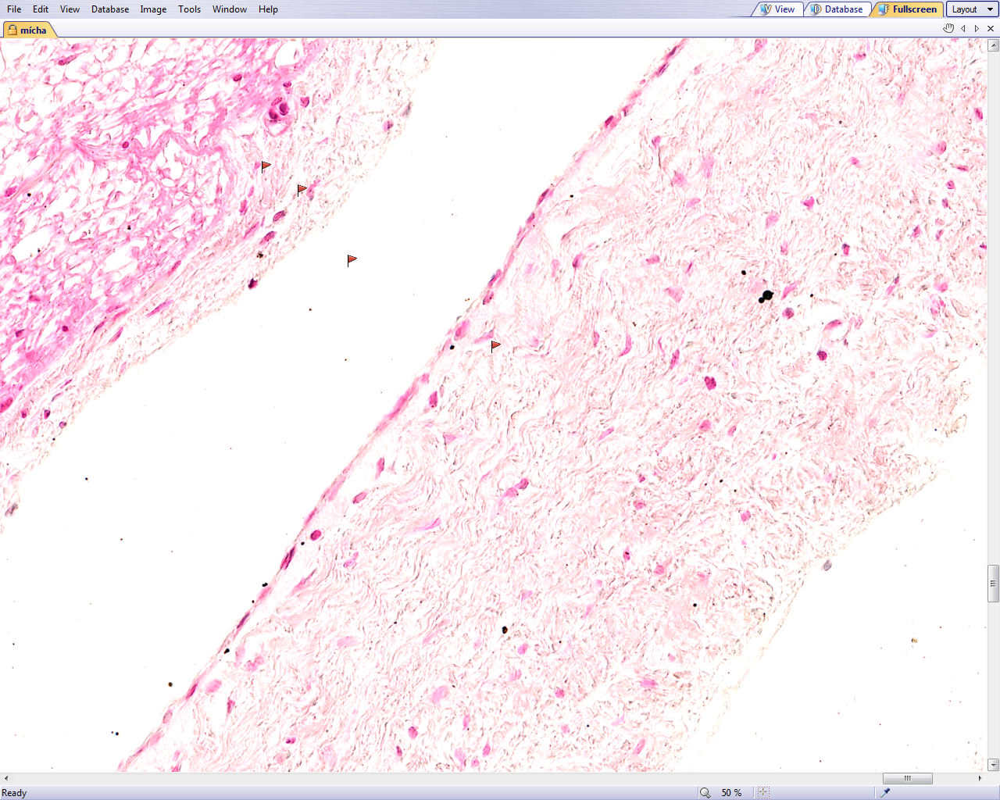 File Edit View Database Image Tools Window Help
View Database Fullscreen Layout
mícha
Ready
50 %